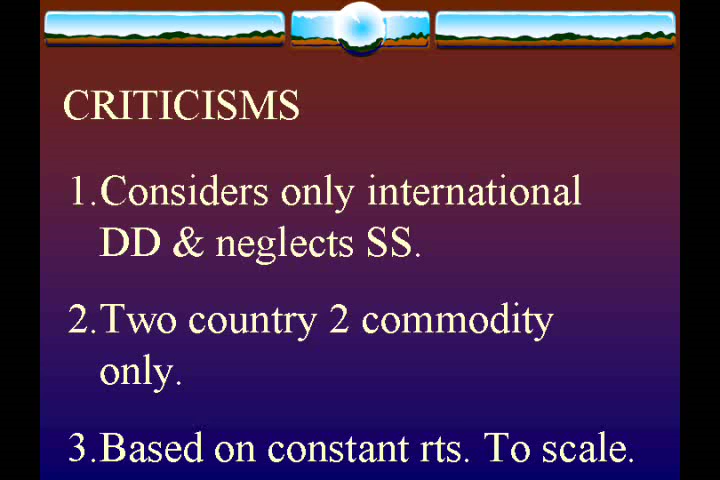 CRITICISMS
1.Considers only international
DD & neglects SS.
2.Two country 2 commodity
only.
3.Based on constant rts. To scale.